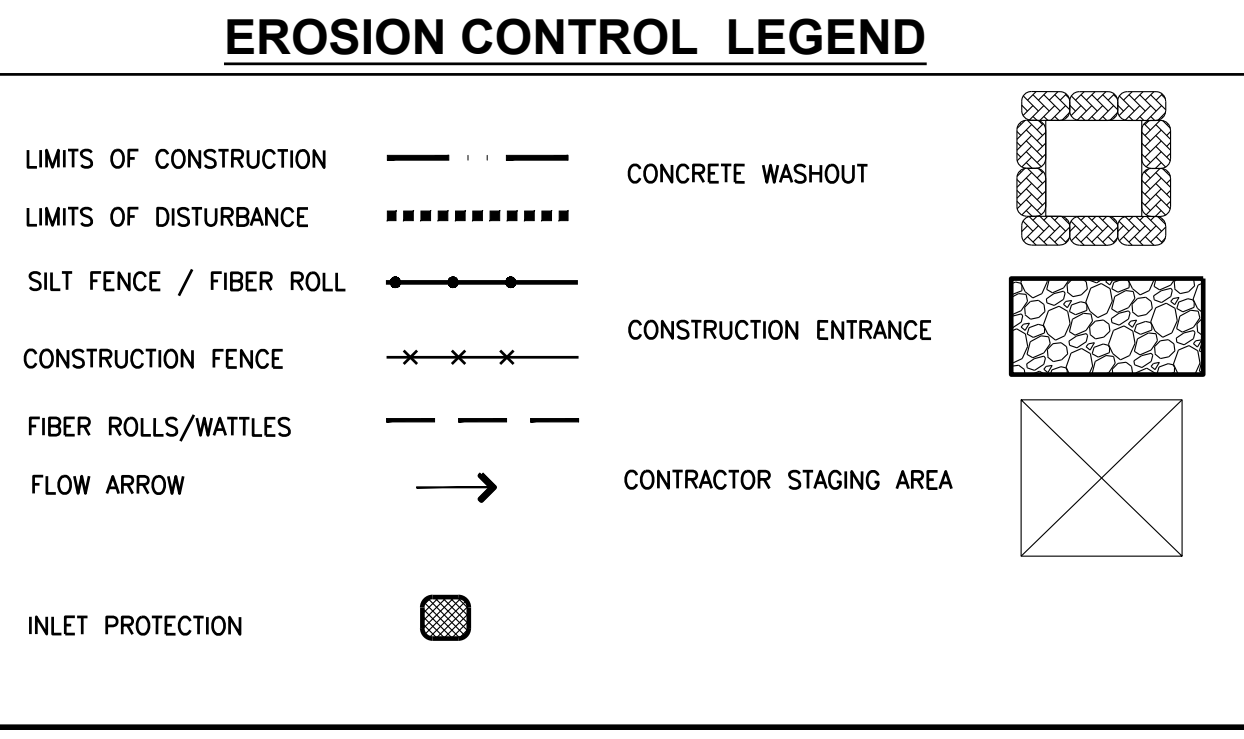 EROSION CONTROL LEGEND
LIMITS OF CONSTRUCTION
LIMITS OF DISTURBANCE
SILT FENCE / FIBER ROLL
CONSTRUCTION FENCE
FIBER ROLLS/WATTLES
FLOW ARROW
INLET PROTECTION
CONCRETE WASHOUT
CONSTRUCTION ENTRANCE
CONTRACTOR STAGING AREA